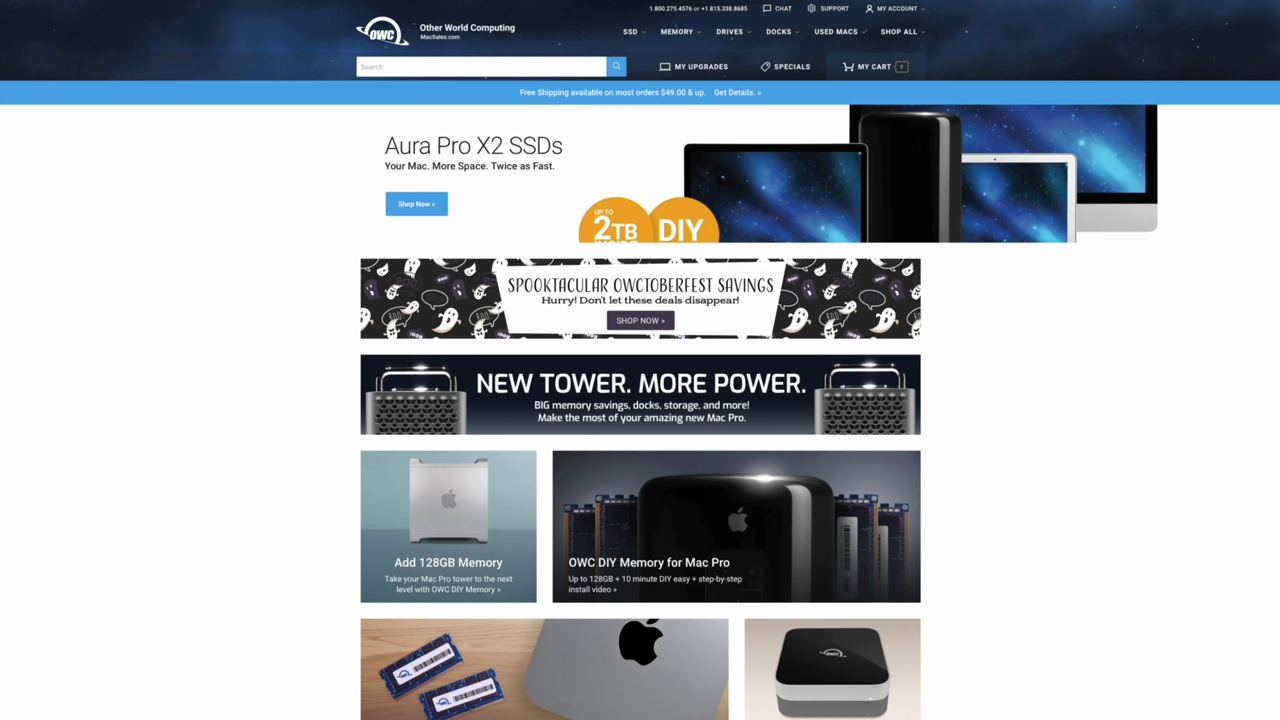 1.800.275.4576 or +1.815.338.8685
CHAT
SUPPORT
MY ACCOUNT
OWC
Other World Computing
MacSales.com
SSD
MEMORY
DRIVES
DOCKS
USED MACS
SHOP ALL
Search
MY UPGRADES
SPECIALS
MY CART
0
Free Shipping available on most orders $49.00 & up. Get Details. »
Aura Pro X2 SSDs
Your Mac. More Space. Twice as Fast.
Shop Now »
UP TO
2TB
DIY
SPOOKTACULAR OWCTOBERFEST SAVINGS
Hurry! Don't let these deals disappear!
SHOP NOW »
NEW TOWER. MORE POWER.
BIG memory savings, docks, storage, and more!
Make the most of your amazing new Mac Pro.
Add 128GB Memory
Take your Mac Pro tower to the next
level with OWC DIY Memory »
OWC DIY Memory for Mac Pro
Up to 128GB + 10 minute DIY easy + step-by-step
install video »
OWC
OWC
OWC